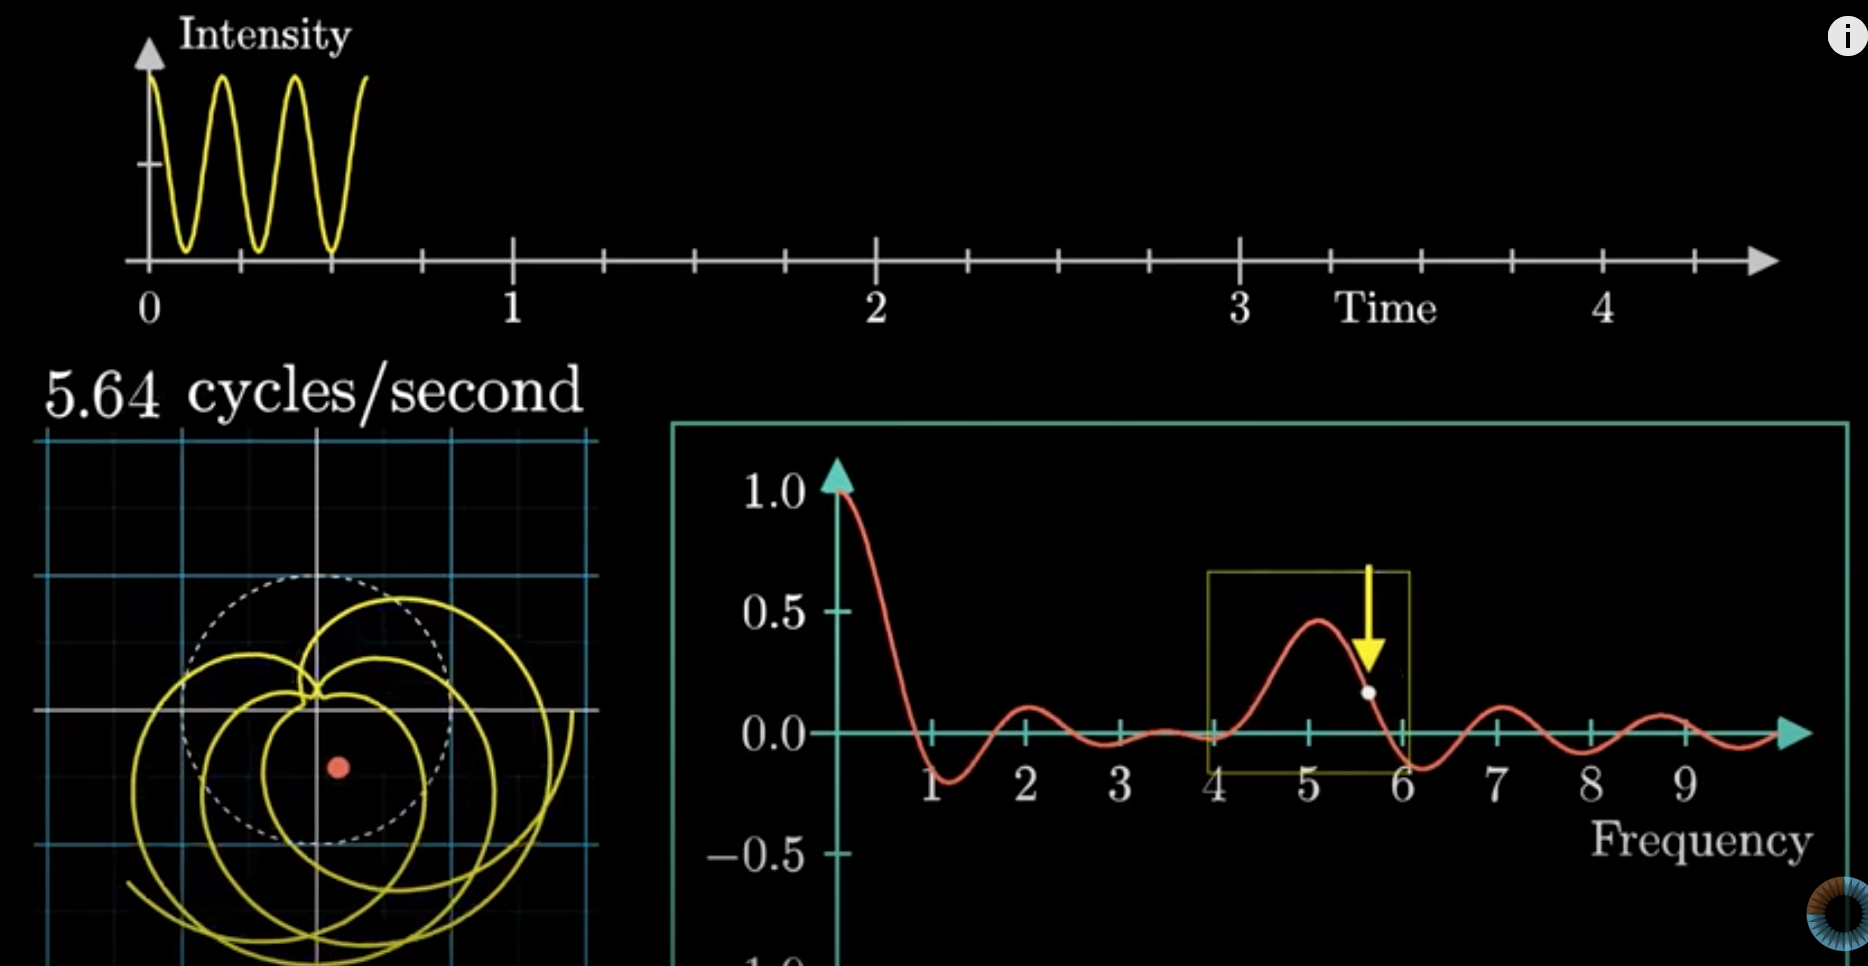 Intensity
0 1 2 3 Time 4
5.64 cycles/second
1.0
0.5
0.0
1 2 3 4 5 6 7 8 9
Frequency
−0.5